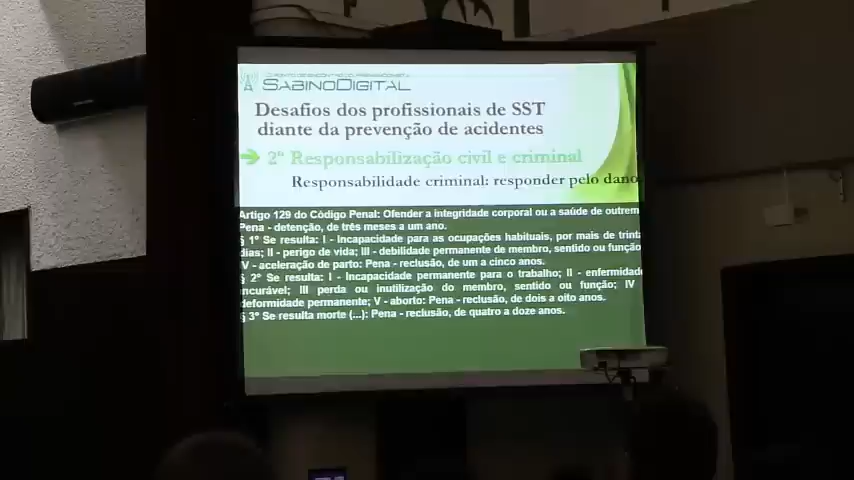 SABINODIGITAL
Desafios dos profissionais de SST
diante da prevenção de acidentes
2ª Responsabilização civil e criminal
Responsabilidade criminal: responder pelo dano
Artigo 129 do Código Penal: Ofender a integridade corporal ou a saúde de outrem
Pena - detenção, de três meses a um ano.
§ 1º Se resulta: I - Incapacidade para as ocupações habituais, por mais de trinta
dias; II - perigo de vida; III - debilidade permanente de membro, sentido ou função
V - aceleração de parto: Pena - reclusão, de um a cinco anos.
§ 2º Se resulta: I - Incapacidade permanente para o trabalho; II - enfermidade
incurável; III perda ou inutilização do membro, sentido ou função; IV
deformidade permanente; V - aborto: Pena - reclusão, de dois a oito anos.
§ 3º Se resulta morte (...): Pena - reclusão, de quatro a doze anos.